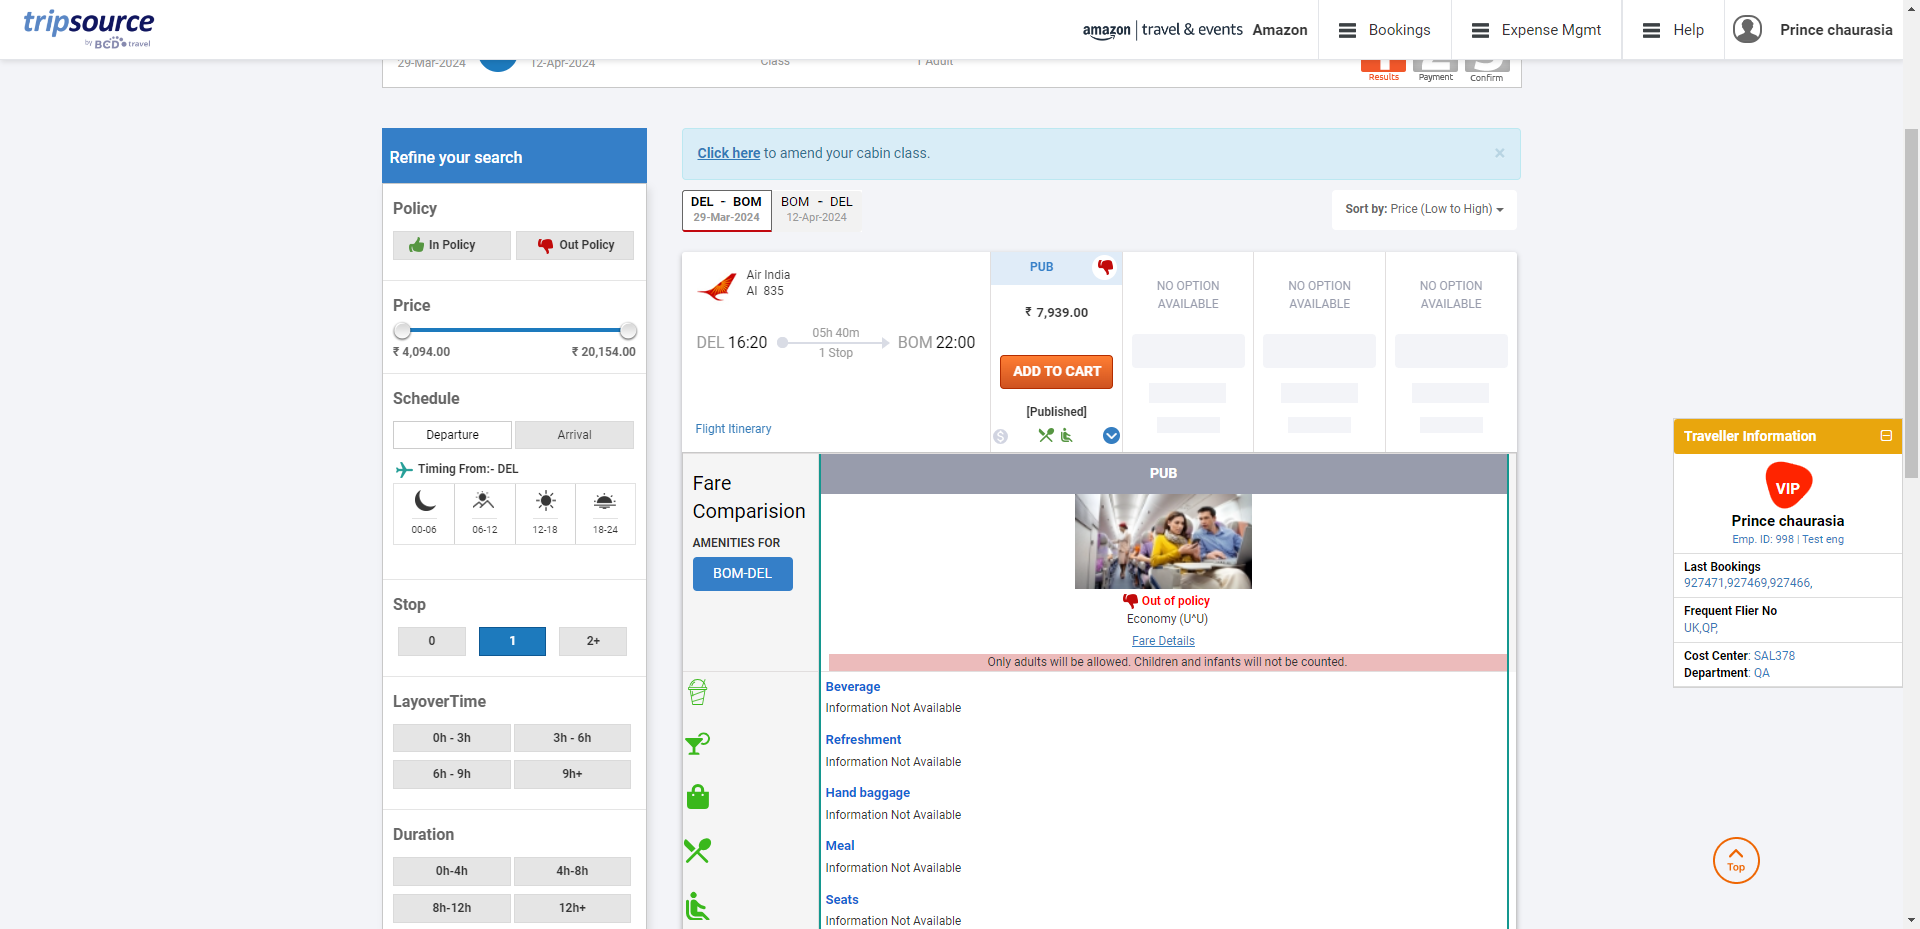 tripsource
by BCD travel
amazon travel & events Amazon
Bookings
Expense Mgmt
Help
Prince chaurasia
29-Mar-2024
12-Apr-2024
Class
1 Adult
Results
Payment
Confirm
Refine your search
Policy
In Policy
Out Policy
Price
₹ 4,094.00
₹ 20,154.00
Schedule
Departure
Arrival
Timing From:- DEL
00-06
06-12
12-18
18-24
Stop
0
1
2+
LayoverTime
0h - 3h
3h - 6h
6h - 9h
9h+
Duration
0h-4h
4h-8h
8h-12h
12h+
Click here to amend your cabin class.
×
DEL - BOM
29-Mar-2024
BOM - DEL
12-Apr-2024
Sort by: Price (Low to High)
Air India
AI 835
DEL 16:20
05h 40m
1 Stop
BOM 22:00
Flight Itinerary
PUB
₹ 7,939.00
ADD TO CART
[Published]
NO OPTION
AVAILABLE
NO OPTION
AVAILABLE
NO OPTION
AVAILABLE
Fare
Comparision
AMENITIES FOR
BOM-DEL
PUB
Out of policy
Economy (U^U)
Fare Details
Only adults will be allowed. Children and infants will not be counted.
Beverage
Information Not Available
Refreshment
Information Not Available
Hand baggage
Information Not Available
Meal
Information Not Available
Seats
Information Not Available
Traveller Information
VIP
Prince chaurasia
Emp. ID: 998 | Test eng
Last Bookings
927471,927469,927466,
Frequent Flier No
UK,QP,
Cost Center: SAL378
Department: QA
Top